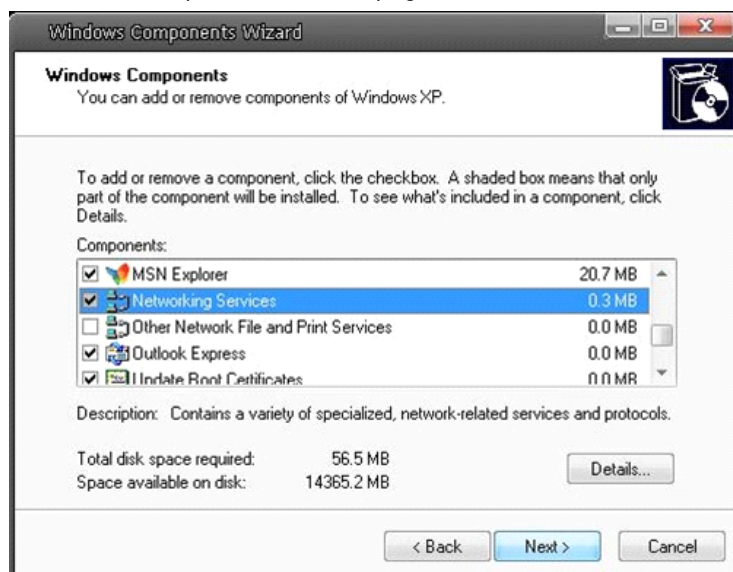 Windows Components Wizard
Windows Components
You can add or remove components of Windows XP.
To add or remove a component, click the checkbox. A shaded box means that only
part of the component will be installed. To see what's included in a component, click
Details.
Components:
MSN Explorer 20.7 MB
Networking Services 0.3 MB
Other Network File and Print Services 0.0 MB
Outlook Express 0.0 MB
Update Root Certificates 0.0 MB
Description: Contains a variety of specialized, network-related services and protocols.
Total disk space required: 56.5 MB
Space available on disk: 14365.2 MB
Details...
< Back Next > Cancel